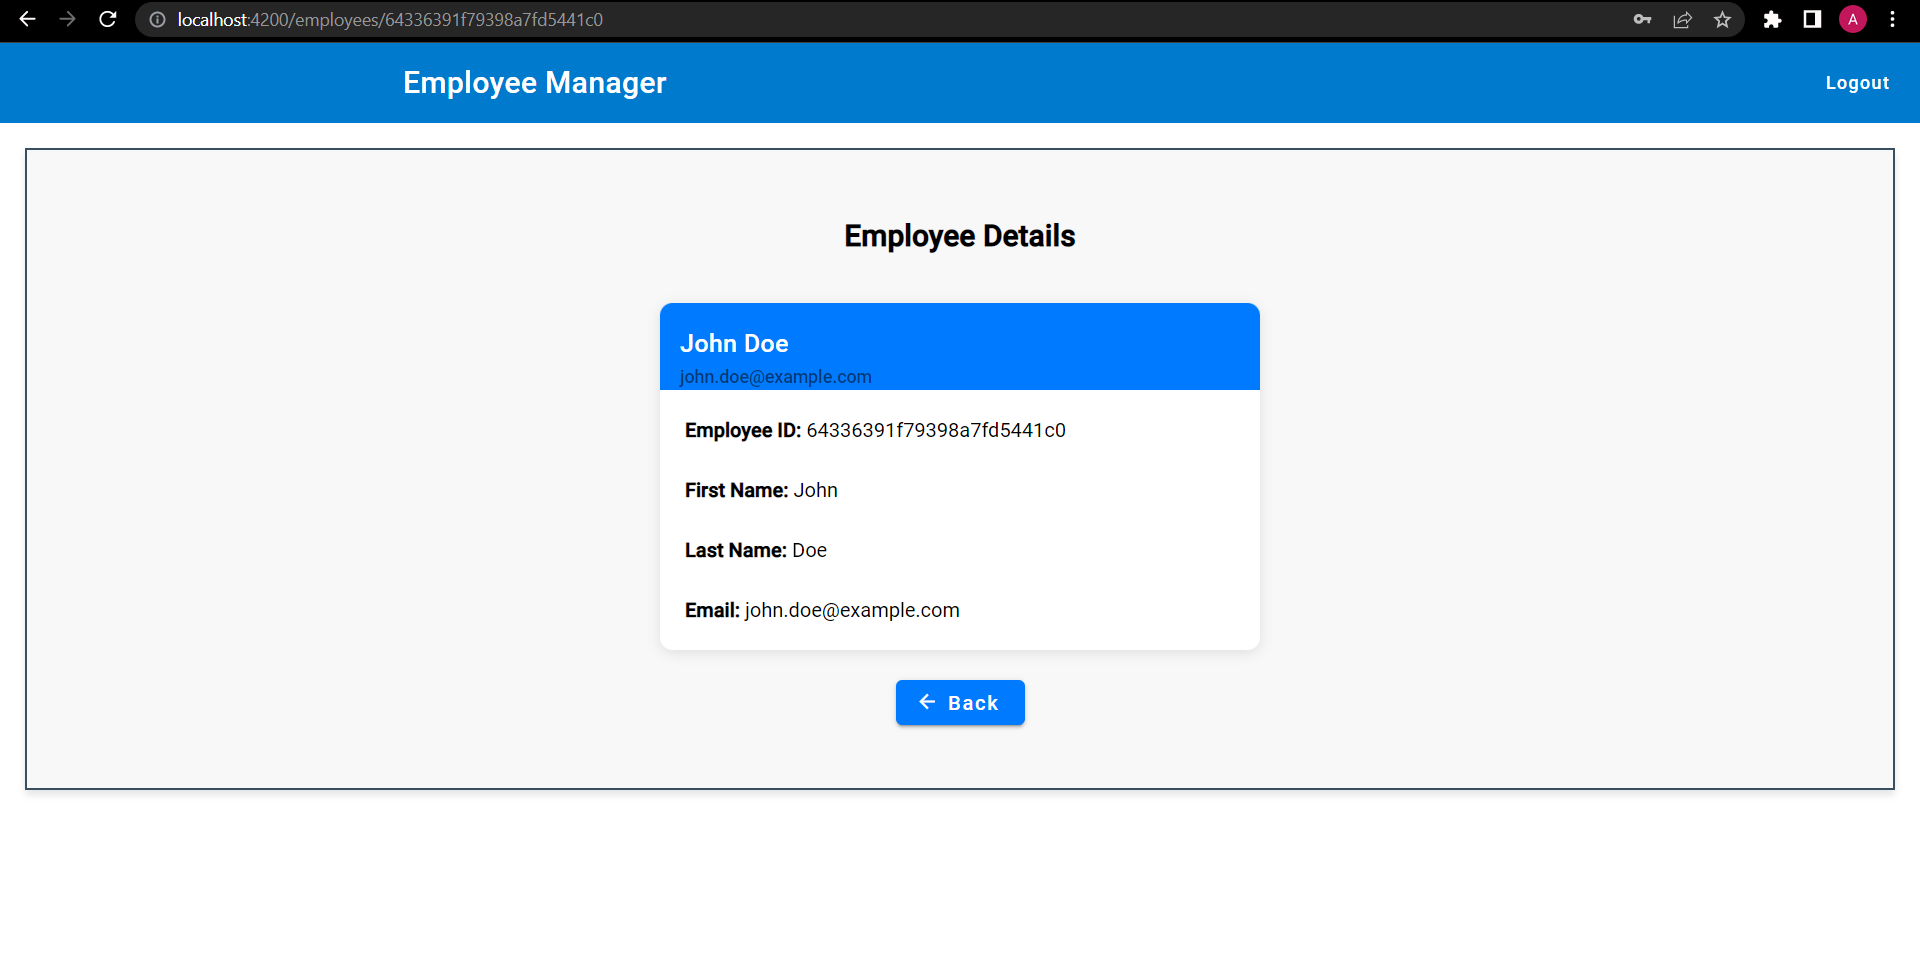 localhost:4200/employees/64336391f79398a7fd5441c0
A
Employee Manager
Logout
Employee Details
John Doe
john.doe@example.com
Employee ID: 64336391f79398a7fd5441c0
First Name: John
Last Name: Doe
Email: john.doe@example.com
Back